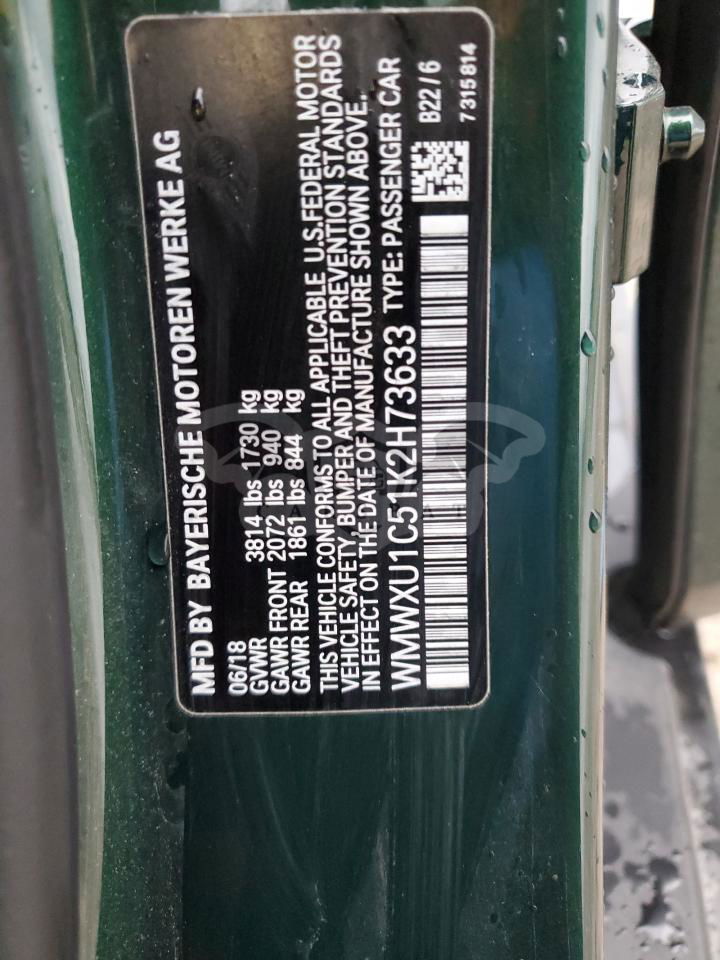 MFD BY BAYERISCHE MOTOREN WERKE AG
06/18
GVWR 3814 lbs 1730 kg
GAWR FRONT 2072 lbs 940 kg
GAWR REAR 1861 lbs 844 kg
THIS VEHICLE CONFORMS TO ALL APPLICABLE U.S.FEDERAL MOTOR
VEHICLE SAFETY, BUMPER AND THEFT PREVENTION STANDARDS
IN EFFECT ON THE DATE OF MANUFACTURE SHOWN ABOVE.
WMWXU1C51K2H73633 TYPE: PASSENGER CAR
B22/6
7315814